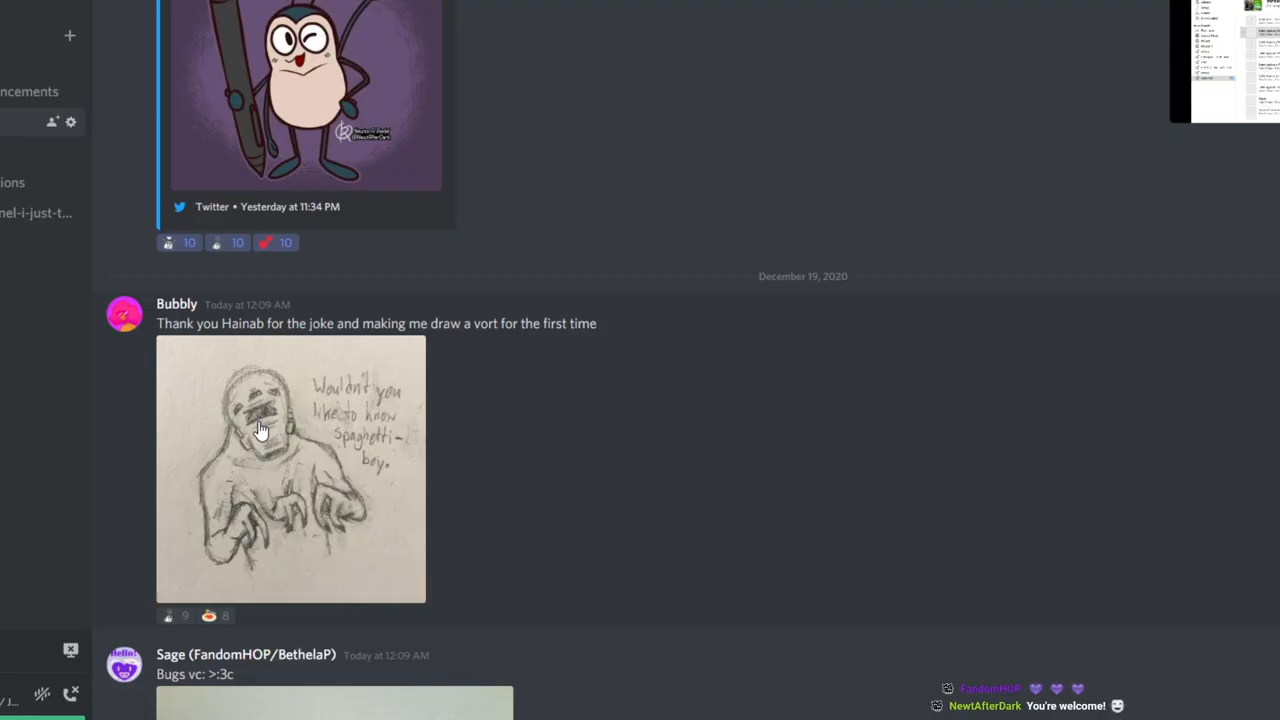 ncements
ions
nel-i-just-t...
@NewtAfterDark
Twitter • Yesterday at 11:34 PM
10 10 10
December 19, 2020
Bubbly Today at 12:09 AM
Thank you Hainab for the joke and making me draw a vort for the first time
Wouldn't you
like to know
Spaghetti-
boy.
9 8
Hello!
Sage (FandomHOP/BethelaP) Today at 12:09 AM
Bugs vc: >:3c
/ J...
FandomHOP
NewtAfterDark You're welcome!